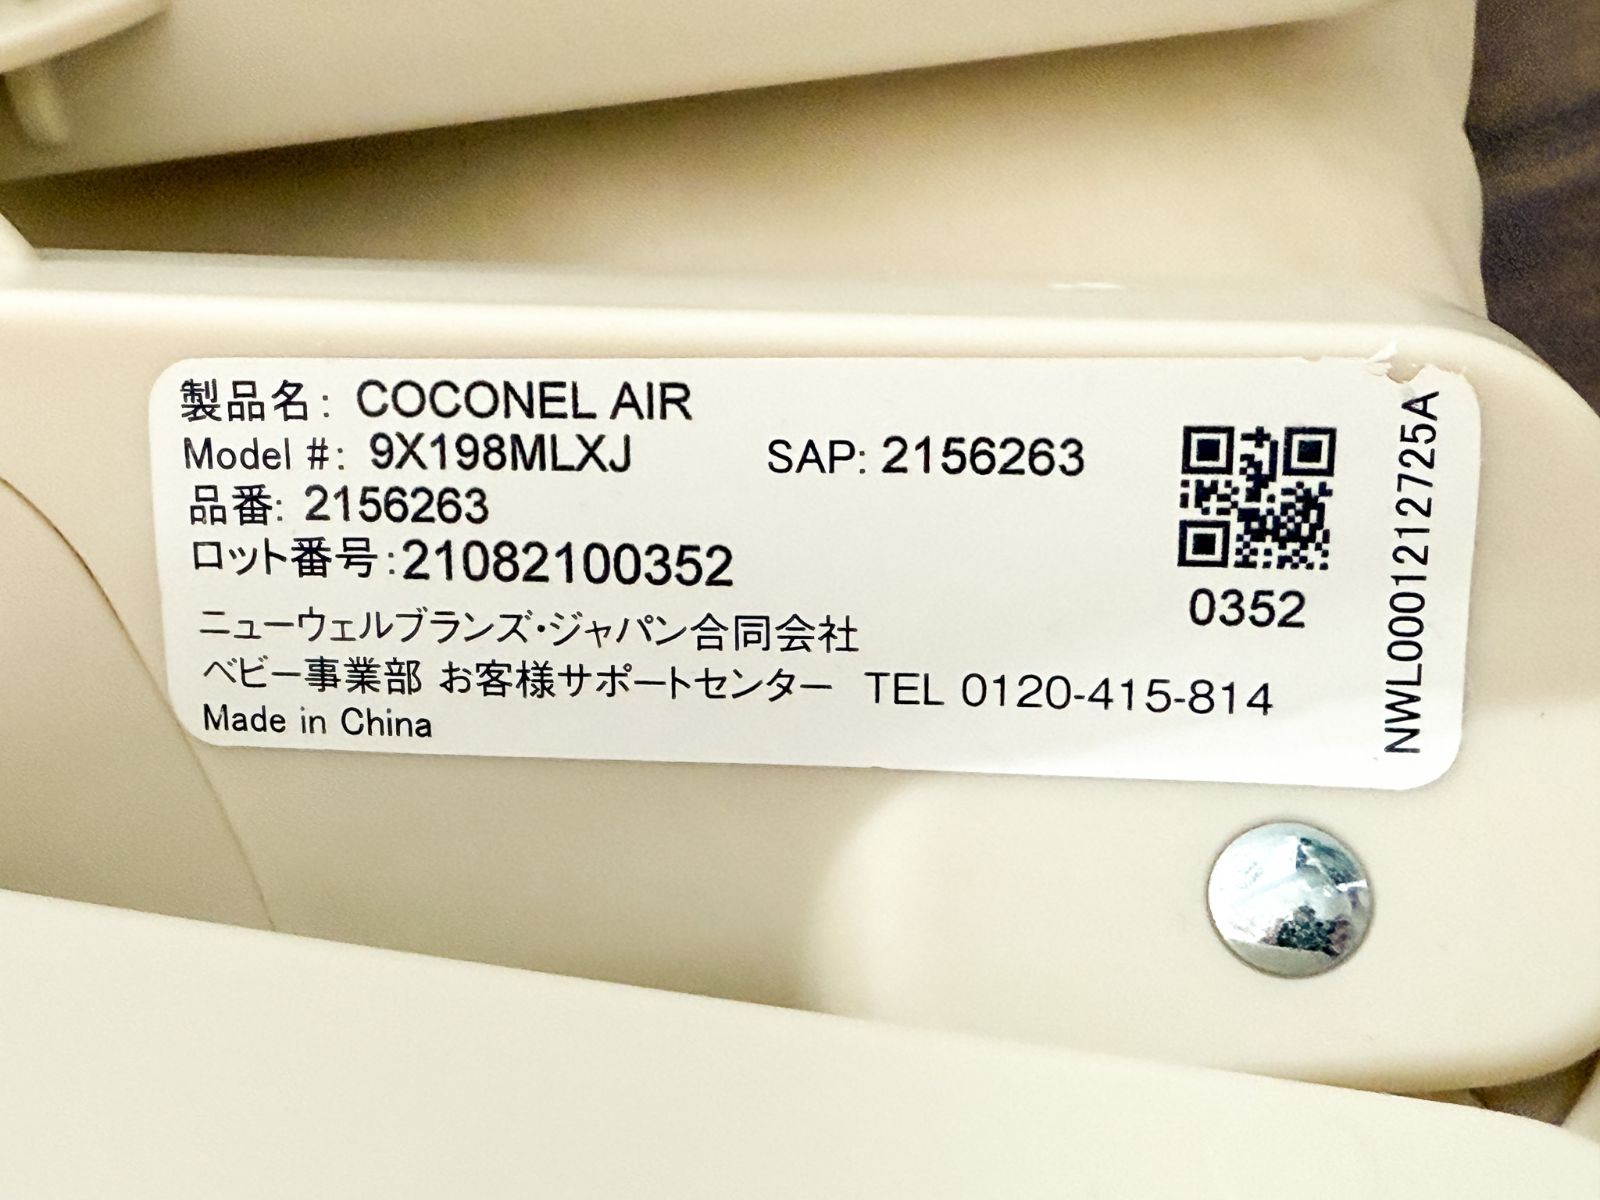 製品名: COCONEL AIR
Model #: 9X198MLXJ SAP: 2156263
品番: 2156263
ロット番号:21082100352
ニューウェルブランズ・ジャパン合同会社
ベビー事業部 お客様サポートセンター TEL 0120-415-814
Made in China
0352
NWL0001212725A